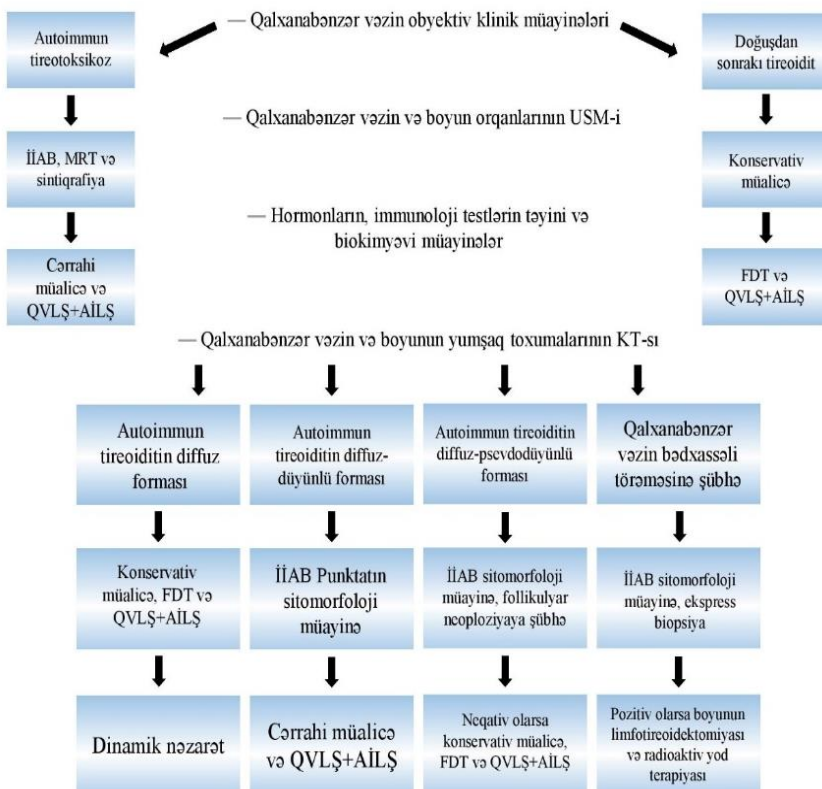 — Qalxanabənzər vəzin obyektiv klinik müayinələri
Autoimmun
tireotoksikoz
Doğuşdan
sonrakı tireoidit
— Qalxanabənzər vəzin və boyun orqanlarının USM-i
İİAB, MRT və
sintiqrafiya
Konservativ
müalicə
— Hormonların, immunoloji testlərin təyini və
biokimyəvi müayinələr
Cərrahi
müalicə və
QVLŞ+AİLŞ
FDT və
QVLŞ+AİLŞ
— Qalxanabənzər vəzin və boyunun yumşaq toxumalarının KT-sı
Autoimmun
tireoiditin diffuz
forması
Autoimmun
tireoiditin diffuz-
düyünlü forması
Autoimmun tireoiditin
diffuz-psevdodüyünlü
forması
Qalxanabənzər
vəzin bədxassəli
törəməsinə şübhə
Konservativ
müalicə, FDT və
QVLŞ+AİLŞ
İİAB Punktatın
sitomorfoloji
müayinə
İİAB sitomorfoloji
müayinə, follikulyar
neoploziyaya şübhə
İİAB sitomorfoloji
müayinə, ekspress
biopsiya
Dinamik nəzarət
Cərrahi müalicə
və QVLŞ+AİLŞ
Neqativ olarsa
konservativ müalicə,
FDT və QVLŞ+AİLŞ
Pozitiv olarsa boyunun
limfotireoidektomiyası
və radioaktiv yod
terapiyası